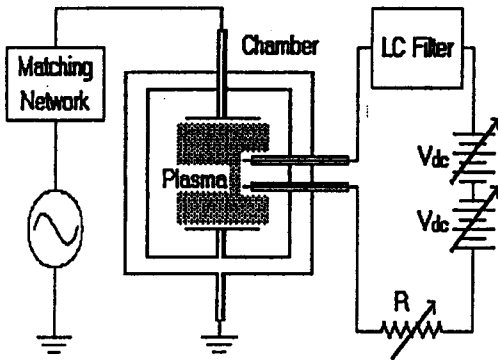 Chamber
LC Filter
Matching
Network
Plasma
Vdc
Vdc
R